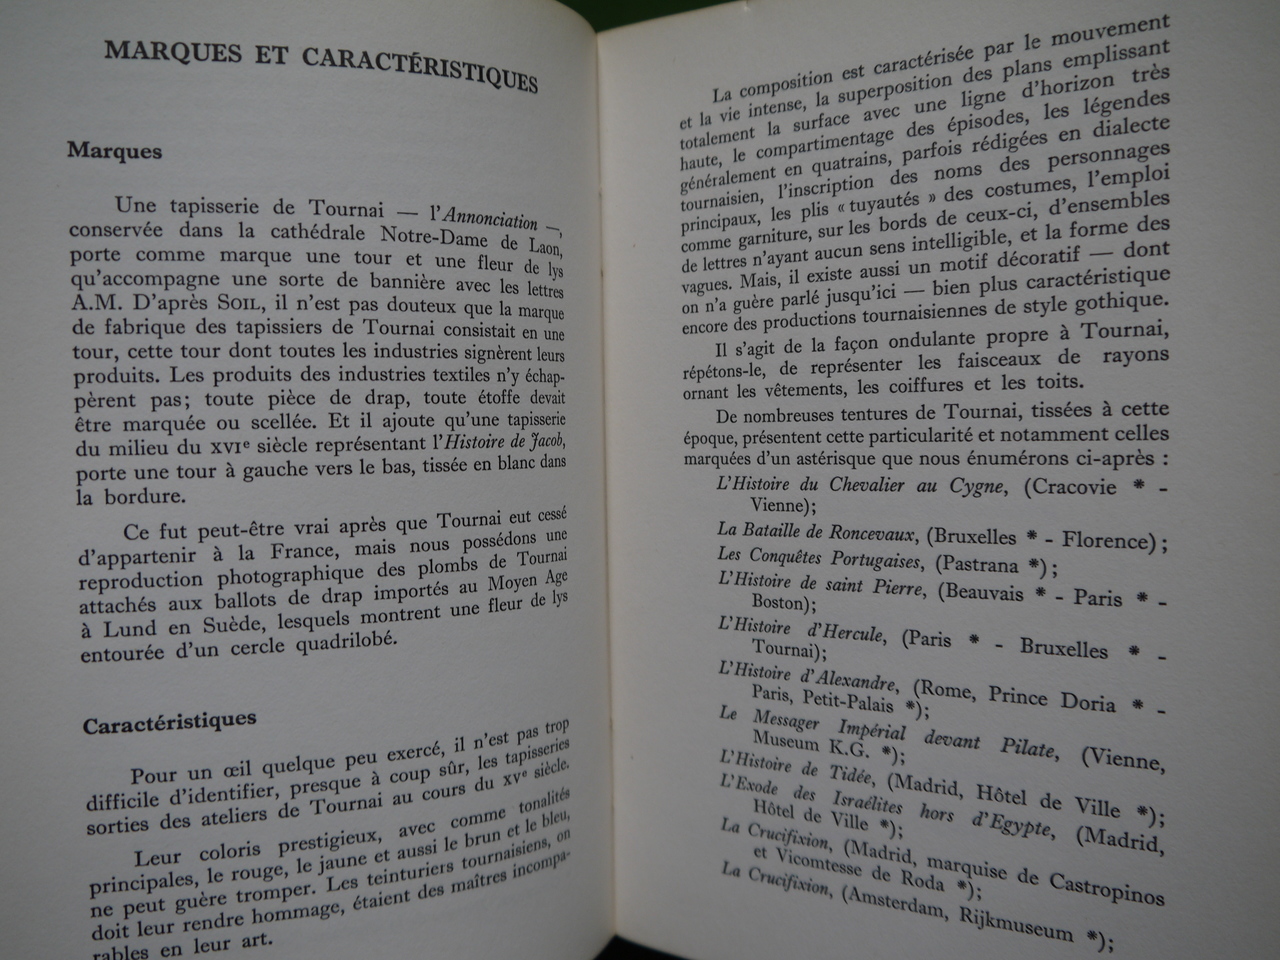 MARQUES ET CARACTÉRISTIQUES
Marques
Une tapisserie de Tournai — l'Annonciation —,
conservée dans la cathédrale Notre-Dame de Laon,
porte comme marque une tour et une fleur de lys
qu'accompagne une sorte de bannière avec les lettres
A.M. D'après SOIL, il n'est pas douteux que la marque
de fabrique des tapissiers de Tournai consistait en une
tour, cette tour dont toutes les industries signèrent leurs
produits. Les produits des industries textiles n'y échap-
pèrent pas; toute pièce de drap, toute étoffe devait
être marquée ou scellée. Et il ajoute qu'une tapisserie
du milieu du XVIe siècle représentant l'Histoire de Jacob,
porte une tour à gauche vers le bas, tissée en blanc dans
la bordure.
Ce fut peut-être vrai après que Tournai eut cessé
d'appartenir à la France, mais nous possédons une
reproduction photographique des plombs de Tournai
attachés aux ballots de drap importés au Moyen Age
à Lund en Suède, lesquels montrent une fleur de lys
entourée d'un cercle quadrilobé.
Caractéristiques
Pour un œil quelque peu exercé, il n'est pas trop
difficile d'identifier, presque à coup sûr, les tapisseries
sorties des ateliers de Tournai au cours du XVe siècle.
Leur coloris prestigieux, avec comme tonalités
principales, le rouge, le jaune et aussi le brun et le bleu,
ne peut guère tromper. Les teinturiers tournaisiens, on
doit leur rendre hommage, étaient des maîtres incompa-
rables en leur art.
La composition est caractérisée par le mouvement
et la vie intense, la superposition des plans emplissant
totalement la surface avec une ligne d'horizon très
haute, le compartimentage des épisodes, les légendes
généralement en quatrains, parfois rédigées en dialecte
tournaisien, l'inscription des noms des personnages
principaux, les plis « tuyautés » des costumes, l'emploi
comme garniture, sur les bords de ceux-ci, d'ensembles
de lettres n'ayant aucun sens intelligible, et la forme des
vagues. Mais, il existe aussi un motif décoratif — dont
on n'a guère parlé jusqu'ici — bien plus caractéristique
encore des productions tournaisiennes de style gothique.
Il s'agit de la façon ondulante propre à Tournai,
répétons-le, de représenter les faisceaux de rayons
ornant les vêtements, les coiffures et les toits.
De nombreuses tentures de Tournai, tissées à cette
époque, présentent cette particularité et notamment celles
marquées d'un astérisque que nous énumérons ci-après :
L'Histoire du Chevalier au Cygne, (Cracovie * -
Vienne);
La Bataille de Roncevaux, (Bruxelles * - Florence);
Les Conquêtes Portugaises, (Pastrana *);
L'Histoire de saint Pierre, (Beauvais * - Paris * -
Boston);
L'Histoire d'Hercule, (Paris * - Bruxelles * -
Tournai);
L'Histoire d'Alexandre, (Rome, Prince Doria * -
Paris, Petit-Palais *);
Le Messager Impérial devant Pilate, (Vienne,
Museum K.G. *);
L'Histoire de Tidée, (Madrid, Hôtel de Ville *);
L'Exode des Israélites hors d'Egypte, (Madrid,
Hôtel de Ville *);
La Crucifixion, (Madrid, marquise de Castropinos
et Vicomtesse de Roda *);
La Crucifixion, (Amsterdam, Rijkmuseum *);